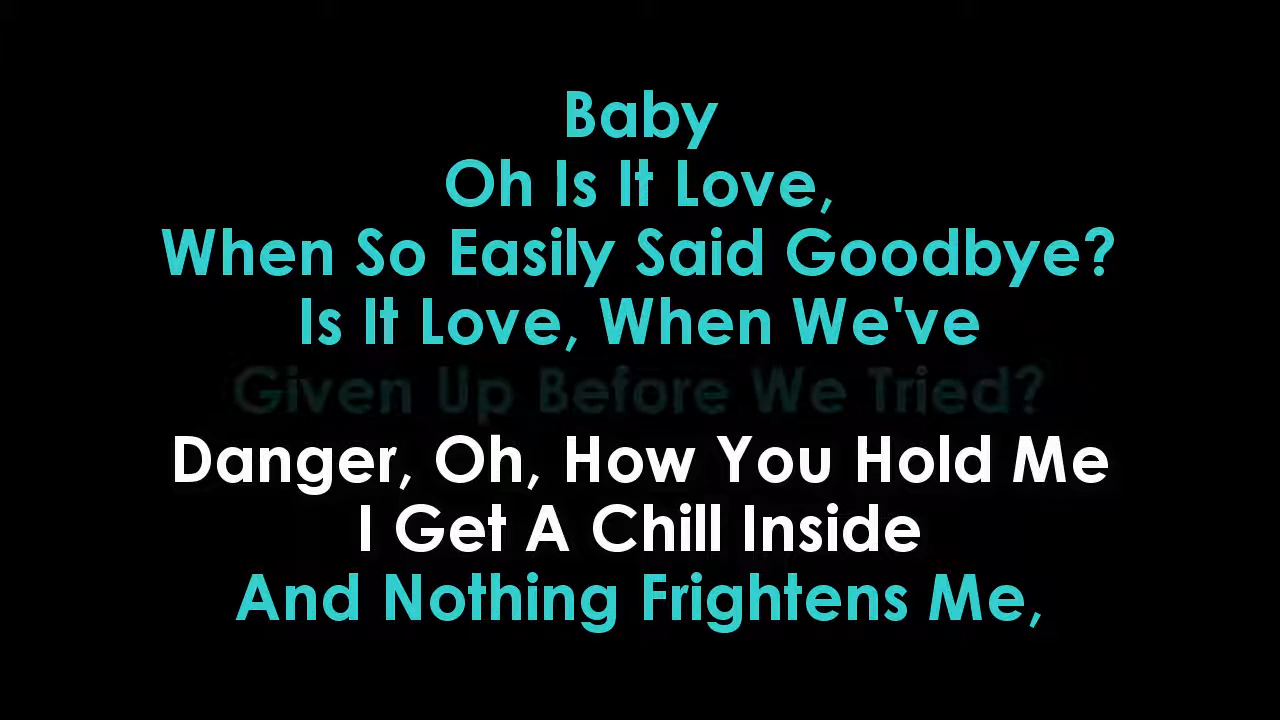 Baby
Oh Is It Love,
When So Easily Said Goodbye?
Is It Love, When We've
Given Up Before We Tried?
Danger, Oh, How You Hold Me
I Get A Chill Inside
And Nothing Frightens Me,